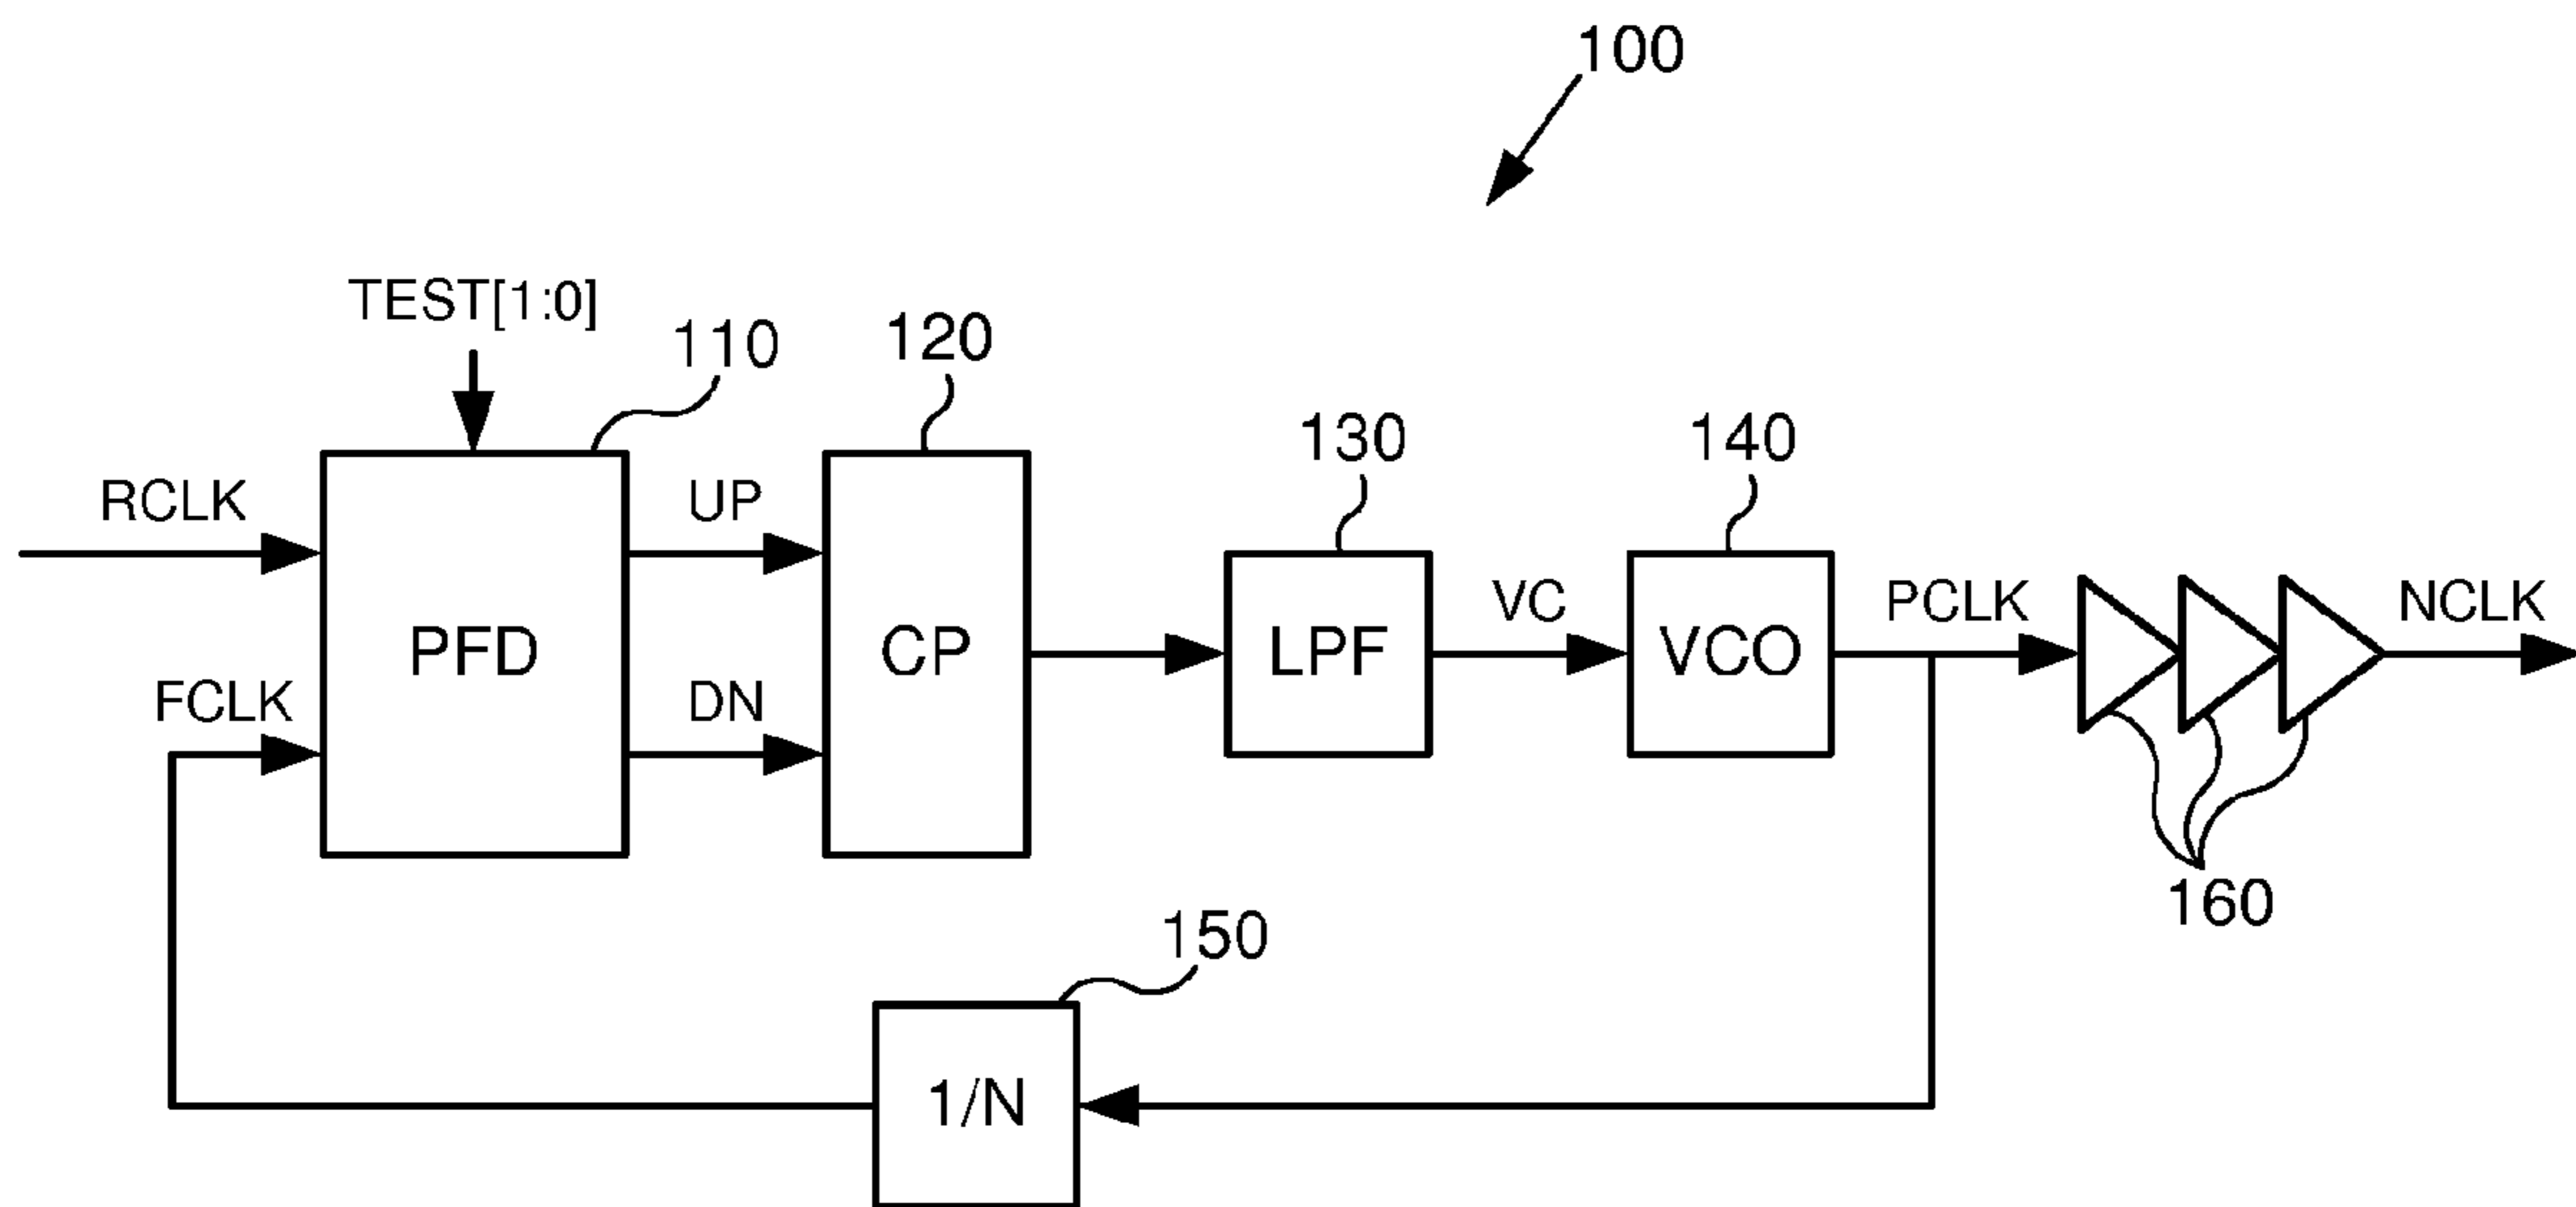 100
TEST[1:0]
110
120
130
140
RCLK
UP
VC
PCLK
NCLK
PFD
CP
LPF
VCO
FCLK
DN
160
150
1/N